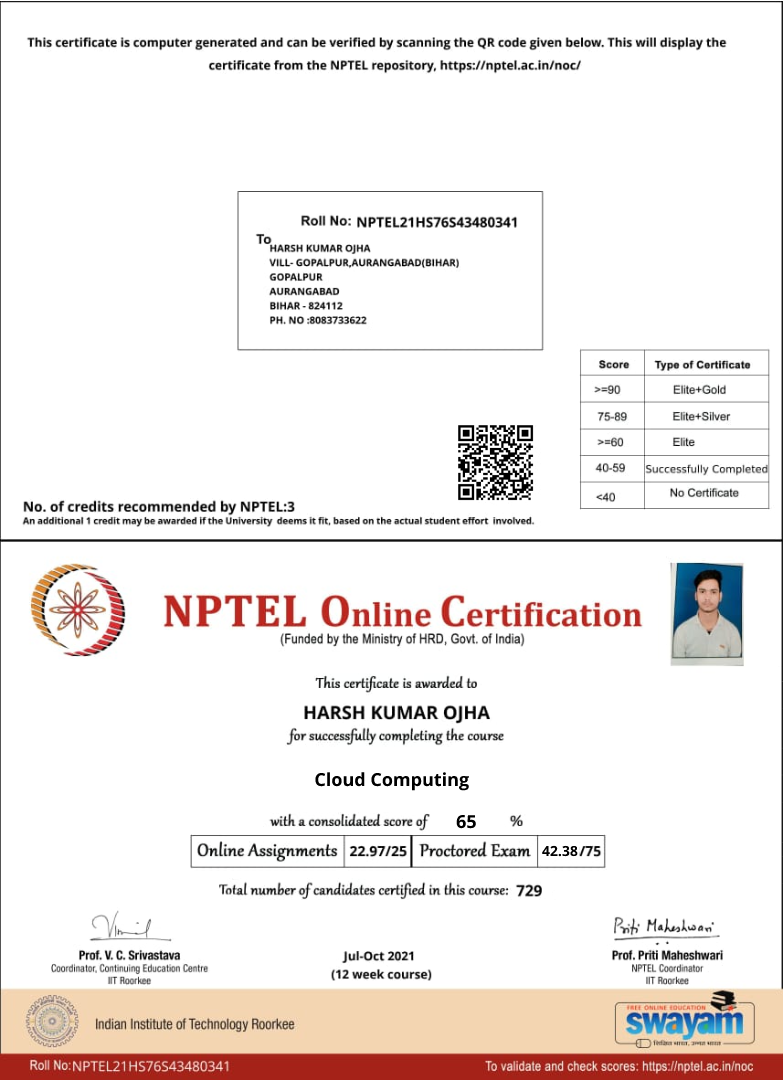 This certificate is computer generated and can be verified by scanning the QR code given below. This will display the
certificate from the NPTEL repository, https://nptel.ac.in/noc/
Roll No: NPTEL21HS76S43480341
To
HARSH KUMAR OJHA
VILL- GOPALPUR,AURANGABAD(BIHAR)
GOPALPUR
AURANGABAD
BIHAR - 824112
PH. NO :8083733622
Score Type of Certificate
>=90 Elite+Gold
75-89 Elite+Silver
>=60 Elite
40-59 Successfully Completed
<40 No Certificate
No. of credits recommended by NPTEL:3
An additional 1 credit may be awarded if the University deems it fit, based on the actual student effort involved.
NPTEL Online Certification
(Funded by the Ministry of HRD, Govt. of India)
This certificate is awarded to
HARSH KUMAR OJHA
for successfully completing the course
Cloud Computing
with a consolidated score of 65 %
Online Assignments 22.97/25 Proctored Exam 42.38/75
Total number of candidates certified in this course: 729
Vimil
Prof. V. C. Srivastava
Coordinator, Continuing Education Centre
IIT Roorkee
Jul-Oct 2021
(12 week course)
Priti Maheshwari
Prof. Priti Maheshwari
NPTEL Coordinator
IIT Roorkee
Indian Institute of Technology Roorkee
FREE ONLINE EDUCATION
swayam
शिक्षित भारत, उन्नत भारत
Roll No:NPTEL21HS76S43480341
To validate and check scores: https://nptel.ac.in/noc